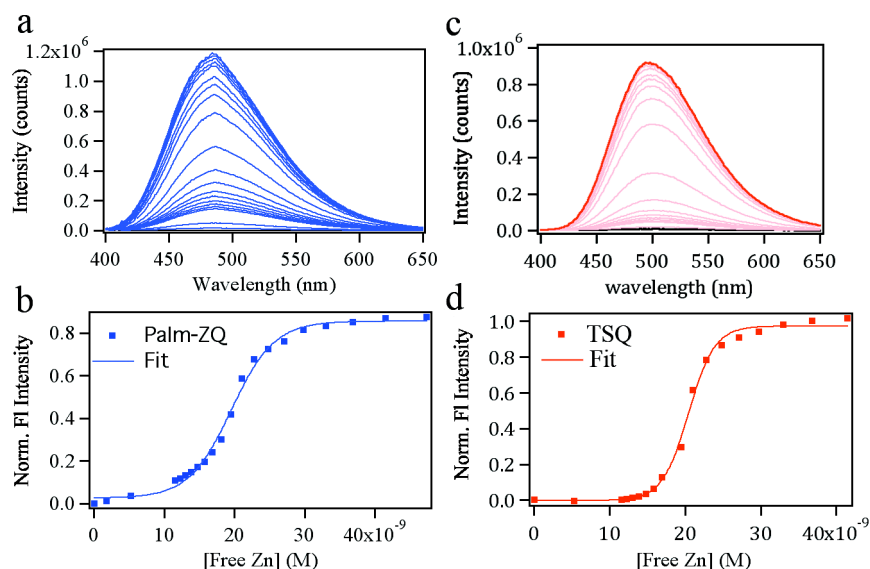 a
1.2x10⁶
1.0
0.8
0.6
0.4
0.2
0.0
Intensity (counts)
400 450 500 550 600 650
Wavelength (nm)
c
1.0x10⁶
0.8
0.6
0.4
0.2
0.0
Intensity (counts)
400 450 500 550 600 650
wavelength (nm)
b
0.8
0.6
0.4
0.2
0.0
Norm. Fl Intensity
Palm-ZQ
Fit
0 10 20 30 40x10⁻⁹
[Free Zn] (M)
d
1.0
0.8
0.6
0.4
0.2
0.0
Norm. Fl Intensity
TSQ
Fit
0 10 20 30 40x10⁻⁹
[Free Zn] (M)